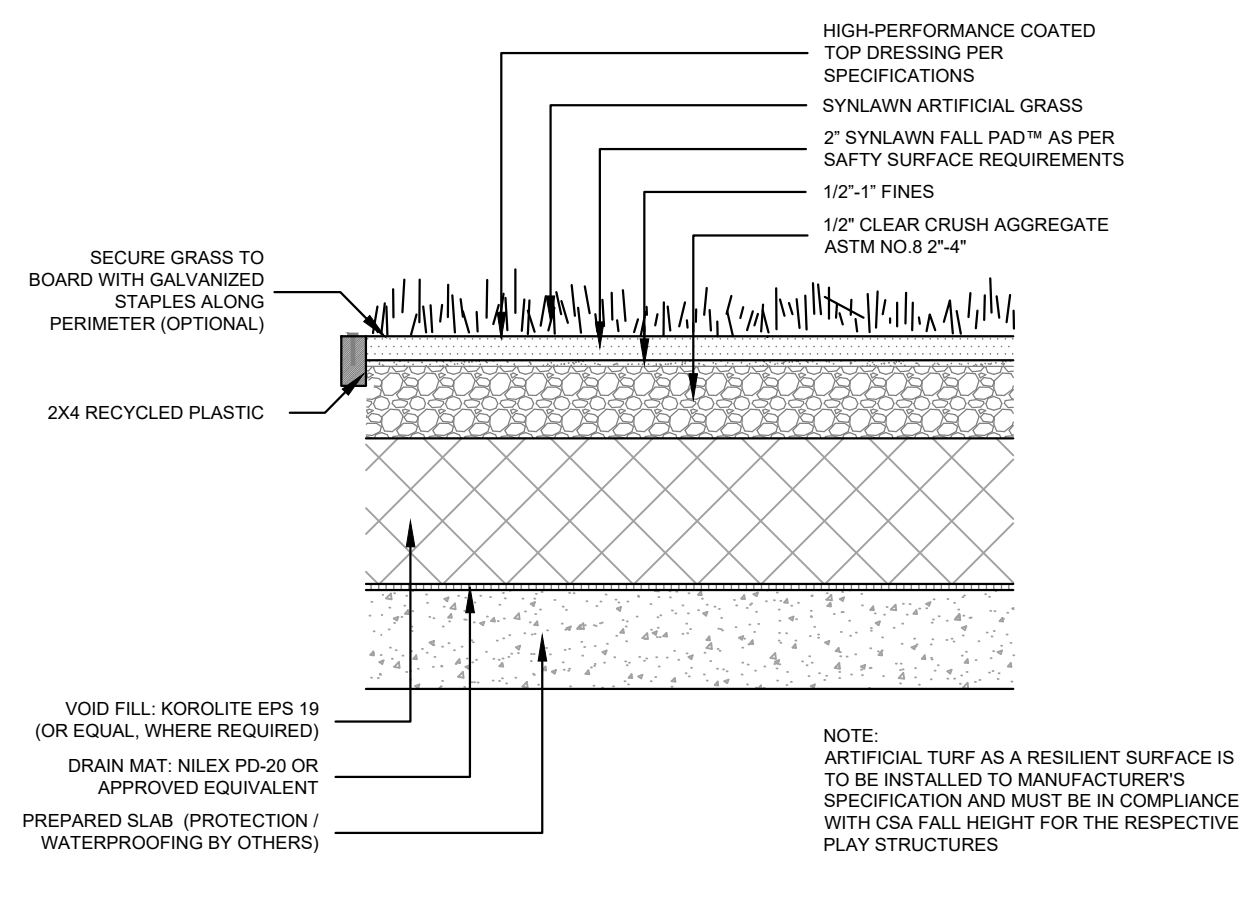 HIGH-PERFORMANCE COATED
TOP DRESSING PER
SPECIFICATIONS
SYNLAWN ARTIFICIAL GRASS
2” SYNLAWN FALL PAD™ AS PER
SAFTY SURFACE REQUIREMENTS
1/2”-1” FINES
1/2" CLEAR CRUSH AGGREGATE
ASTM NO.8 2"-4"
SECURE GRASS TO
BOARD WITH GALVANIZED
STAPLES ALONG
PERIMETER (OPTIONAL)
2X4 RECYCLED PLASTIC
VOID FILL: KOROLITE EPS 19
(OR EQUAL, WHERE REQUIRED)
DRAIN MAT: NILEX PD-20 OR
APPROVED EQUIVALENT
PREPARED SLAB (PROTECTION /
WATERPROOFING BY OTHERS)
NOTE:
ARTIFICIAL TURF AS A RESILIENT SURFACE IS
TO BE INSTALLED TO MANUFACTURER'S
SPECIFICATION AND MUST BE IN COMPLIANCE
WITH CSA FALL HEIGHT FOR THE RESPECTIVE
PLAY STRUCTURES